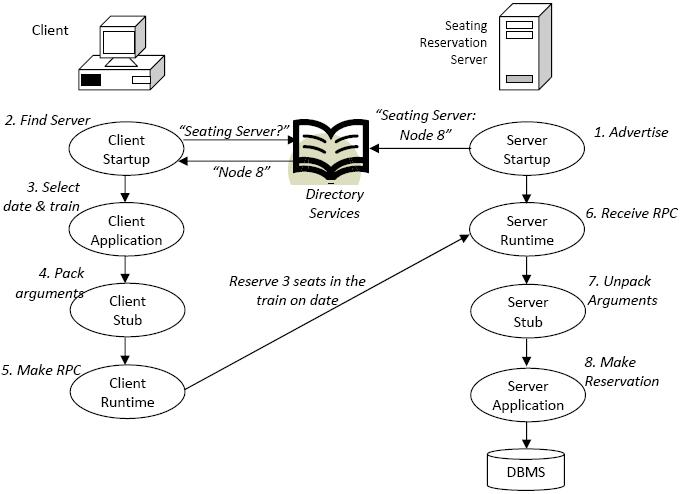 Client
Seating
Reservation
Server
2. Find Server
Client
Startup
“Seating Server?”
“Node 8”
Directory
Services
“Seating Server:
Node 8”
Server
Startup
1. Advertise
3. Select
date & train
Client
Application
Server
Runtime
6. Receive RPC
4. Pack
arguments
Client
Stub
Reserve 3 seats in the
train on date
Server
Stub
7. Unpack
Arguments
5. Make RPC
Client
Runtime
Server
Application
8. Make
Reservation
DBMS